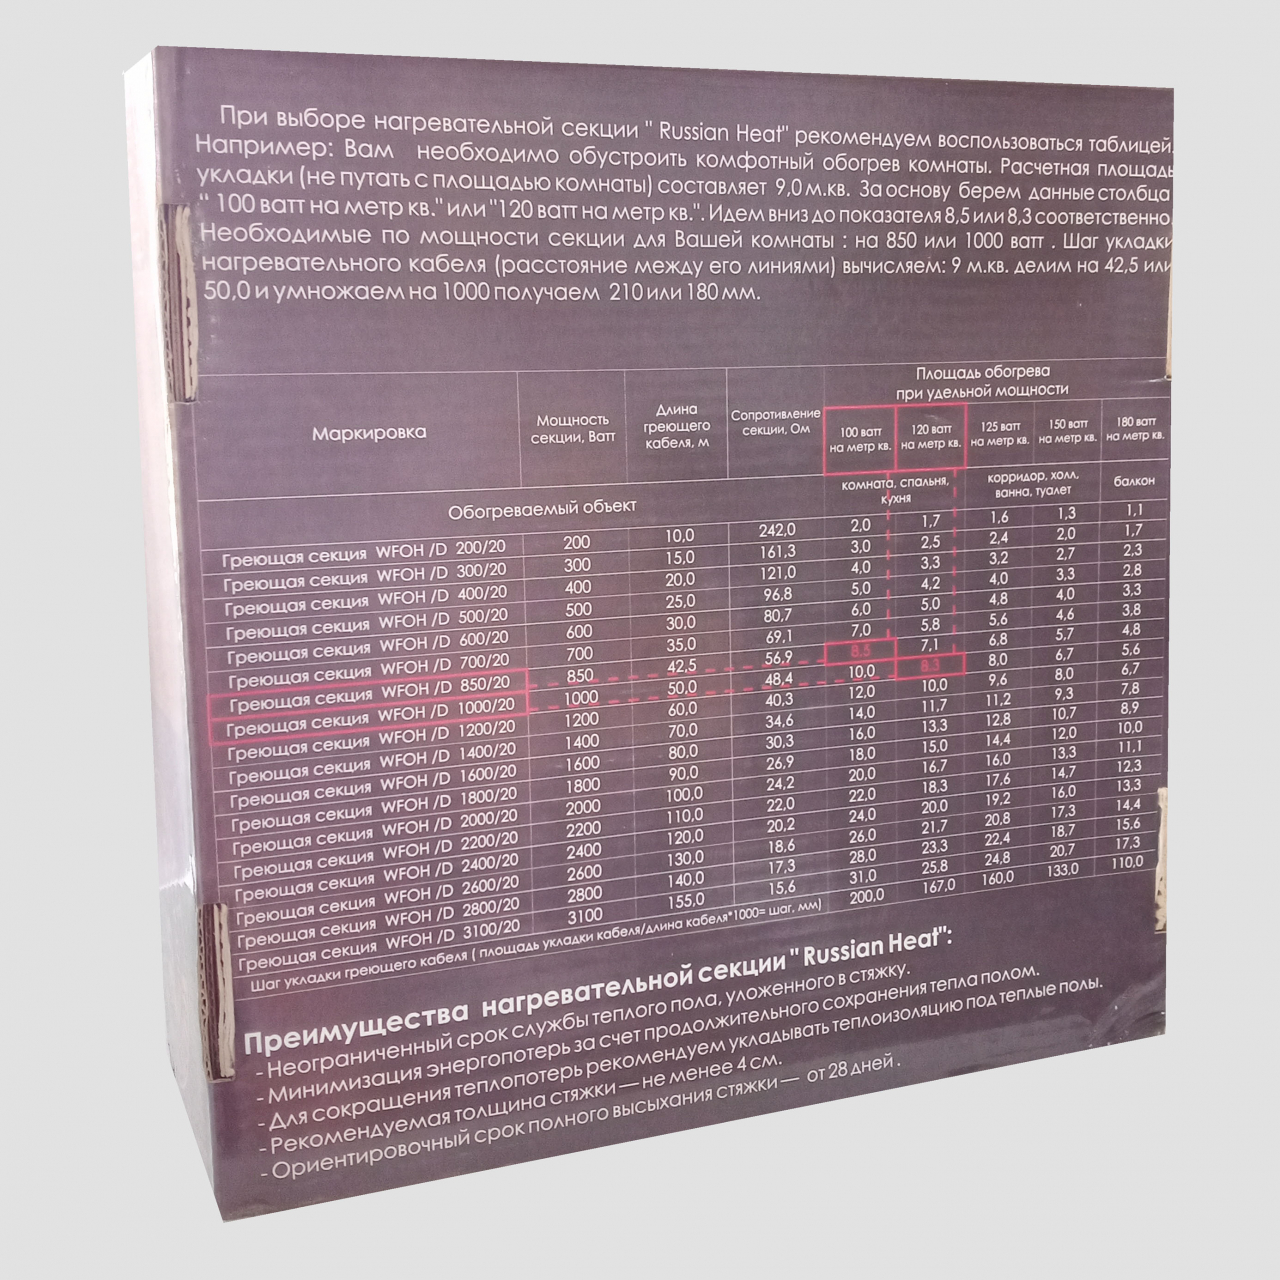 При выборе нагревательной секции " Russian Heat" рекомендуем воспользоваться таблицей.
Например: Вам необходимо обустроить комфотный обогрев комнаты. Расчетная площадь
укладки (не путать с площадью комнаты) составляет 9,0 м.кв. За основу берем данные столбца
" 100 ватт на метр кв." или "120 ватт на метр кв.". Идем вниз до показателя 8,5 или 8,3 соответственно.
Необходимые по мощности секции для Вашей комнаты : на 850 или 1000 ватт . Шаг укладки
нагревательного кабеля (расстояние между его линиями) вычисляем: 9 м.кв. делим на 42,5 или
50,0 и умножаем на 1000 получаем 210 или 180 мм.
Маркировка
Мощность
секции, Ватт
Длина
греющего
кабеля, м
Сопротивление
секции, Ом
Площадь обогрева
при удельной мощности
100 ватт
на метр кв.
120 ватт
на метр кв.
125 ватт
на метр кв.
150 ватт
на метр кв.
180 ватт
на метр кв.
Обогреваемый объект
комната, спальня,
кухня
корридор, холл,
ванна, туалет
балкон
Греющая секция WFOH /D 200/20 200 10,0 242,0 2,0 1,7 1,6 1,3 1,1
Греющая секция WFOH /D 300/20 300 15,0 161,3 3,0 2,5 2,4 2,0 1,7
Греющая секция WFOH /D 400/20 400 20,0 121,0 4,0 3,3 3,2 2,7 2,3
Греющая секция WFOH /D 500/20 500 25,0 96,8 5,0 4,2 4,0 3,3 2,8
Греющая секция WFOH /D 600/20 600 30,0 80,7 6,0 5,0 4,8 4,0 3,3
Греющая секция WFOH /D 700/20 700 35,0 69,1 7,0 5,8 5,6 4,6 3,8
Греющая секция WFOH /D 850/20 850 42,5 56,9 8.5 7,1 6,8 5,7 4,8
Греющая секция WFOH /D 1000/20 1000 50,0 48,4 10,0 8.3 8,0 6,7 5,6
Греющая секция WFOH /D 1200/20 1200 60,0 40,3 12,0 10,0 9,6 8,0 6,7
Греющая секция WFOH /D 1400/20 1400 70,0 34,6 14,0 11,7 11,2 9,3 7,8
Греющая секция WFOH /D 1600/20 1600 80,0 30,3 16,0 13,3 12,8 10,7 8,9
Греющая секция WFOH /D 1800/20 1800 90,0 26,9 18,0 15,0 14,4 12,0 10,0
Греющая секция WFOH /D 2000/20 2000 100,0 24,2 20,0 16,7 16,0 13,3 11,1
Греющая секция WFOH /D 2200/20 2200 110,0 22,0 22,0 18,3 17,6 14,7 12,3
Греющая секция WFOH /D 2400/20 2400 120,0 20,2 24,0 20,0 19,2 16,0 13,3
Греющая секция WFOH /D 2600/20 2600 130,0 18,6 26,0 21,7 20,8 17,3 14,4
Греющая секция WFOH /D 2800/20 2800 140,0 17,3 28,0 23,3 22,4 18,7 15,6
Греющая секция WFOH /D 3100/20 3100 155,0 15,6 31,0 25,8 24,8 20,7 17,3
Шаг укладки греющего кабеля ( площадь укладки кабеля/длина кабеля*1000= шаг, мм) 200,0 167,0 160,0 133,0 110,0
Преимущества нагревательной секции " Russian Heat":
- Неограниченный срок службы теплого пола, уложенного в стяжку.
- Минимизация энергопотерь за счет продолжительного сохранения тепла полом.
- Для сокращения теплопотерь рекомендуем укладывать теплоизоляцию под теплые полы.
- Рекомендуемая толщина стяжки — не менее 4 см.
- Ориентировочный срок полного высыхания стяжки — от 28 дней .